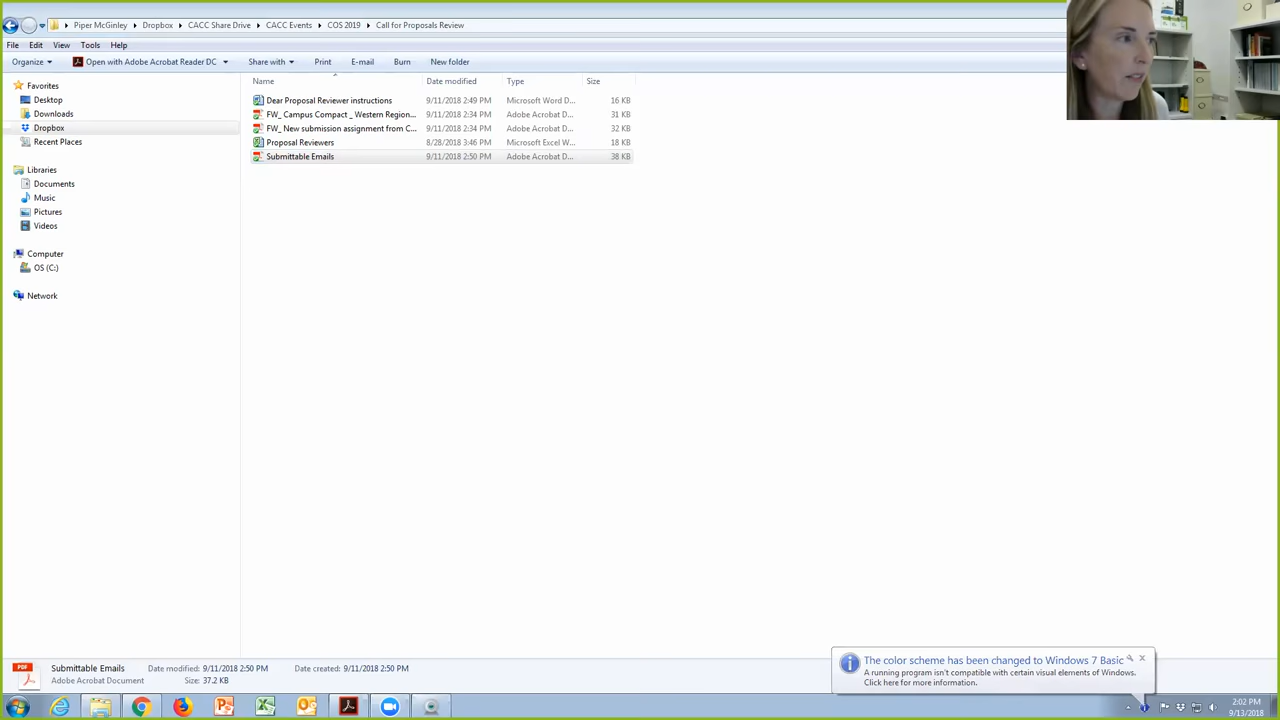 Piper McGinley Dropbox CACC Share Drive CACC Events COS 2019 Call for Proposals Review
File Edit View Tools Help
Organize Open with Adobe Acrobat Reader DC Share with Print E-mail Burn New folder
Favorites
Desktop
Downloads
Dropbox
Recent Places
Libraries
Documents
Music
Pictures
Videos
Computer
OS (C:)
Network
Name Date modified Type Size
Dear Proposal Reviewer instructions 9/11/2018 2:49 PM Microsoft Word D... 16 KB
FW_ Campus Compact _ Western Region... 9/11/2018 2:34 PM Adobe Acrobat D... 31 KB
FW_ New submission assignment from C... 9/11/2018 2:34 PM Adobe Acrobat D... 32 KB
Proposal Reviewers 8/28/2018 3:46 PM Microsoft Excel W... 18 KB
Submittable Emails 9/11/2018 2:50 PM Adobe Acrobat D... 38 KB
The color scheme has been changed to Windows 7 Basic
A running program isn't compatible with certain visual elements of Windows.
Click here for more information.
PDF
Submittable Emails Date modified: 9/11/2018 2:50 PM Date created: 9/11/2018 2:50 PM
Adobe Acrobat Document Size: 37.2 KB
2:02 PM
9/13/2018